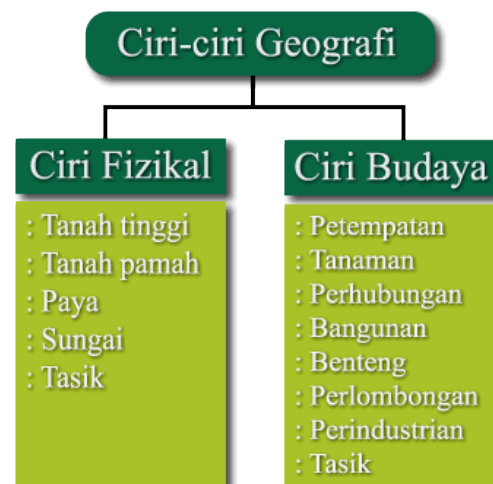 Ciri-ciri Geografi
Ciri Fizikal
: Tanah tinggi
: Tanah pamah
: Paya
: Sungai
: Tasik
Ciri Budaya
: Petempatan
: Tanaman
: Perhubungan
: Bangunan
: Benteng
: Perlombongan
: Perindustrian
: Tasik